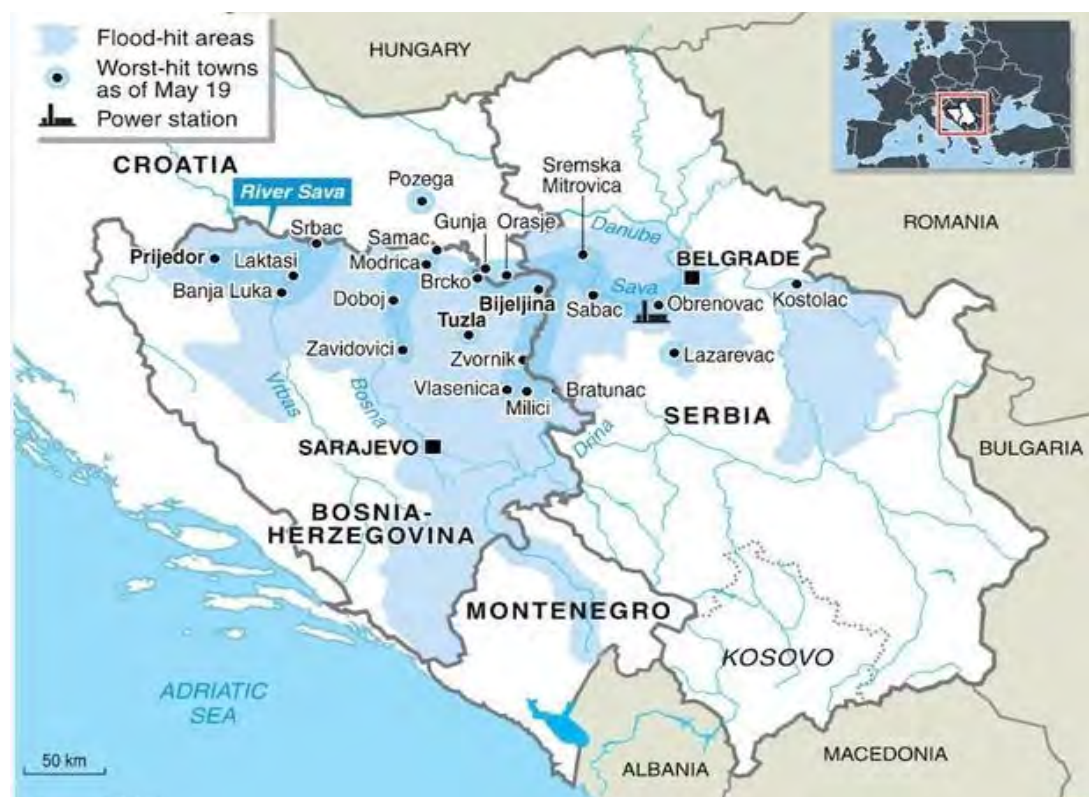 Flood-hit areas
Worst-hit towns
as of May 19
Power station
HUNGARY
CROATIA
River Sava
Pozega
Sremska
Mitrovica
ROMANIA
Srbac
Samac
Gunja
Orasje
Danube
Prijedor
Laktasi
Modrica
BELGRADE
Banja Luka
Doboj
Brcko
Bijeljina
Sabac
Sava
Obrenovac
Kostolac
Tuzla
Zavidovici
Zvornik
Lazarevac
Vrbas
Bosna
Vlasenica
Milici
Bratunac
SERBIA
SARAJEVO
Drina
BULGARIA
BOSNIA-
HERZEGOVINA
MONTENEGRO
KOSOVO
ADRIATIC
SEA
50 km
ALBANIA
MACEDONIA